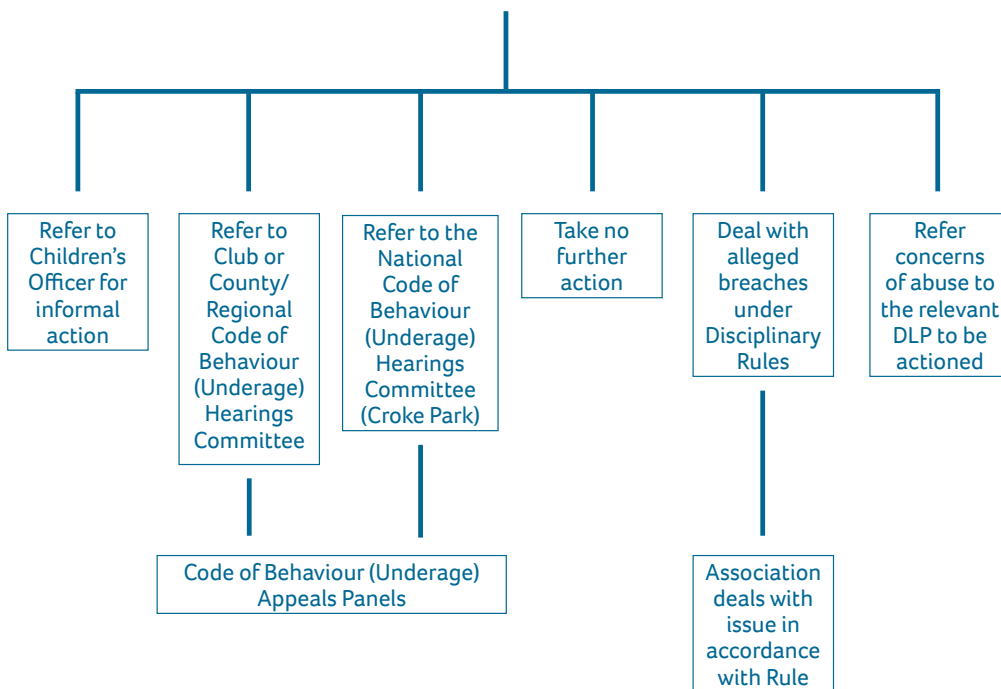 Refer to
Children's
Officer for
informal
action
Refer to
Club or
County/
Regional
Code of
Behaviour
(Underage)
Hearings
Committee
Refer to the
National
Code of
Behaviour
(Underage)
Hearings
Committee
(Croke Park)
Take no
further
action
Deal with
alleged
breaches
under
Disciplinary
Rules
Refer
concerns
of abuse to
the relevant
DLP to be
actioned
Code of Behaviour (Underage)
Appeals Panels
Association
deals with
issue in
accordance
with Rule